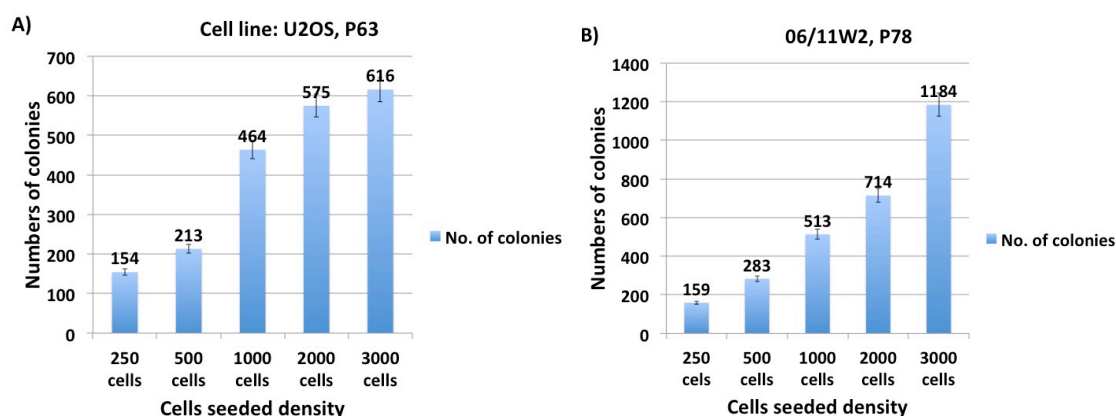 A)
Cell line: U2OS, P63
Numbers of colonies
700
600
500
400
300
200
100
0
154
213
464
575
616
250 cells
500 cells
1000 cells
2000 cells
3000 cells
Cells seeded density
No. of colonies
B)
06/11W2, P78
Numbers of colonies
1400
1200
1000
800
600
400
200
0
159
283
513
714
1184
250 cels
500 cells
1000 cells
2000 cells
3000 cells
Cells seeded density
No. of colonies